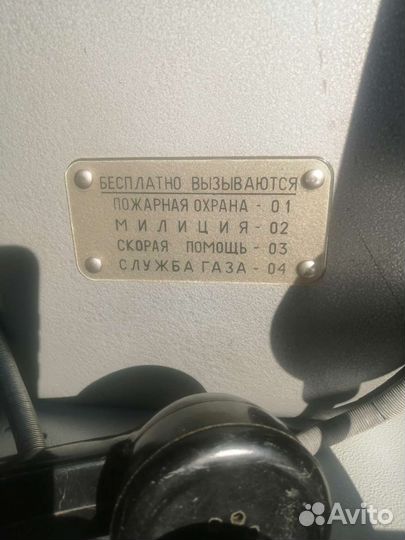 БЕСПЛАТНО ВЫЗЫВАЮТСЯ
ПОЖАРНАЯ ОХРАНА - 01
МИЛИЦИЯ - 02
СКОРАЯ ПОМОЩЬ - 03
СЛУЖБА ГАЗА - 04
Avito